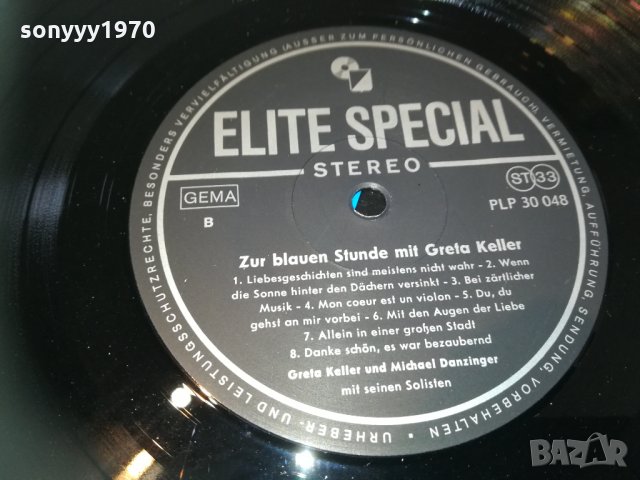 sonyyy1970
ELITE SPECIAL
STEREO
GEMA
B
ST 33
PLP 30 048
Zur blauen Stunde mit Greta Keller
1. Liebesgeschichten sind meistens nicht wahr - 2. Wenn
die Sonne hinter den Dächern versinkt - 3. Bei zärtlicher
Musik - 4. Mon coeur est un violon - 5. Du, du
gehst an mir vorbei - 6. Mit den Augen der Liebe
7. Allein in einer großen Stadt
8. Danke schön, es war bezaubernd
Greta Keller und Michael Danzinger
mit seinen Solisten
URHEBER- UND LEISTUNGSSCHUTZRECHTE, BESONDERS VERVIELFÄLTIGUNG (AUSSER ZUM PERSÖNLICHEN GEBRAUCH), VERMIETUNG, AUFFÜHRUNG, SENDUNG, VORBEHALTEN •
BAZAR